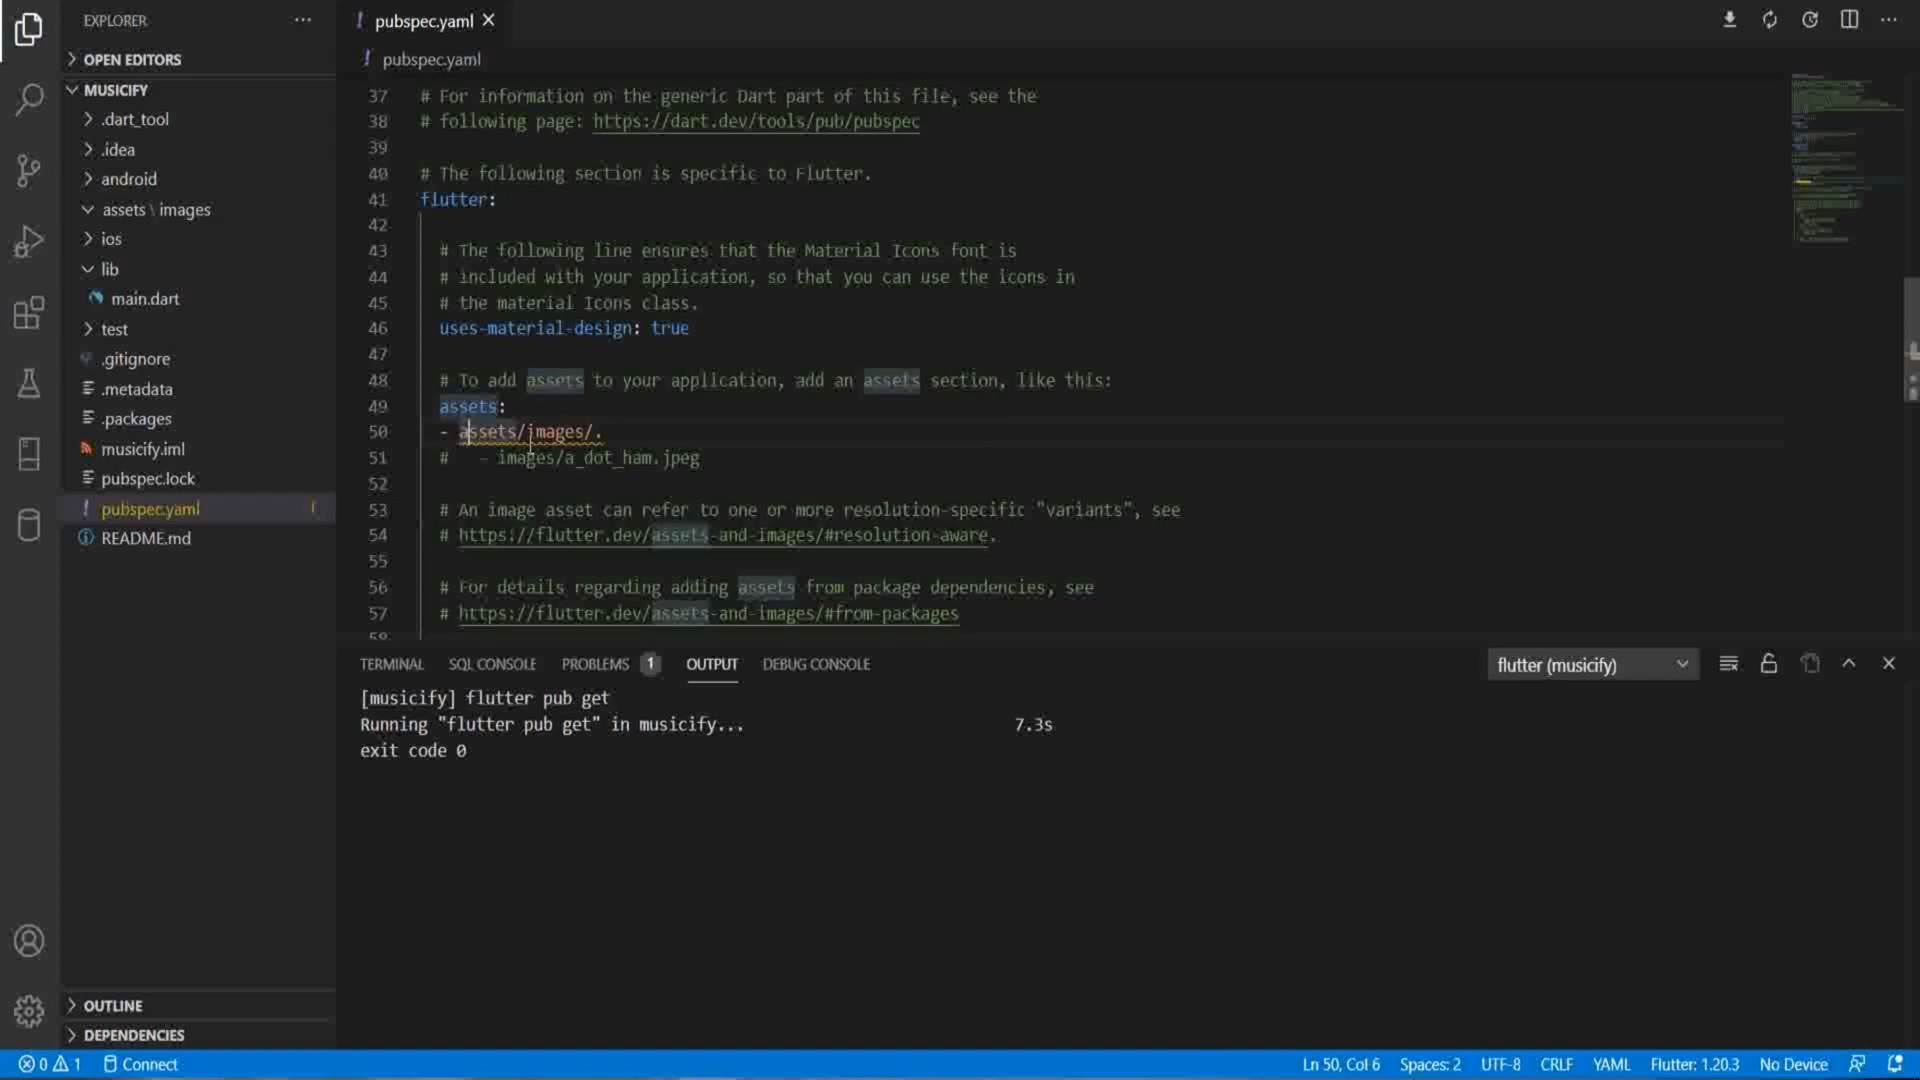 EXPLORER
OPEN EDITORS
MUSICIFY
.dart_tool
.idea
android
assets \ images
ios
lib
main.dart
test
.gitignore
.metadata
.packages
musicify.iml
pubspec.lock
pubspec.yaml
README.md
OUTLINE
DEPENDENCIES
pubspec.yaml
pubspec.yaml
37 # For information on the generic Dart part of this file, see the
38 # following page: https://dart.dev/tools/pub/pubspec
39
40 # The following section is specific to Flutter.
41 flutter:
42
43 # The following line ensures that the Material Icons font is
44 # included with your application, so that you can use the icons in
45 # the material Icons class.
46 uses-material-design: true
47
48 # To add assets to your application, add an assets section, like this:
49 assets:
50 - assets/images/.
51 #   - images/a_dot_ham.jpeg
52
53 # An image asset can refer to one or more resolution-specific "variants", see
54 # https://flutter.dev/assets-and-images/#resolution-aware.
55
56 # For details regarding adding assets from package dependencies, see
57 # https://flutter.dev/assets-and-images/#from-packages
58
TERMINAL SQL CONSOLE PROBLEMS 1 OUTPUT DEBUG CONSOLE flutter (musicify)
[musicify] flutter pub get
Running "flutter pub get" in musicify... 7.3s
exit code 0
0 1 Connect Ln 50, Col 6 Spaces: 2 UTF-8 CRLF YAML Flutter: 1.20.3 No Device